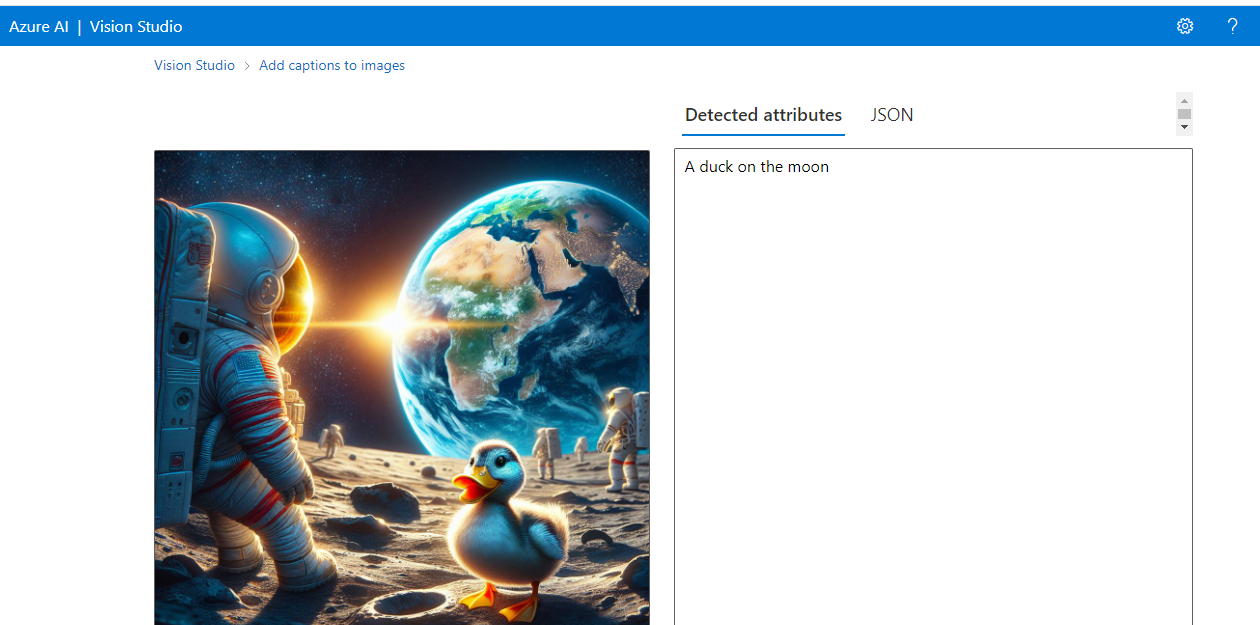 Azure AI | Vision Studio
?
Vision Studio > Add captions to images
Detected attributes JSON
A duck on the moon